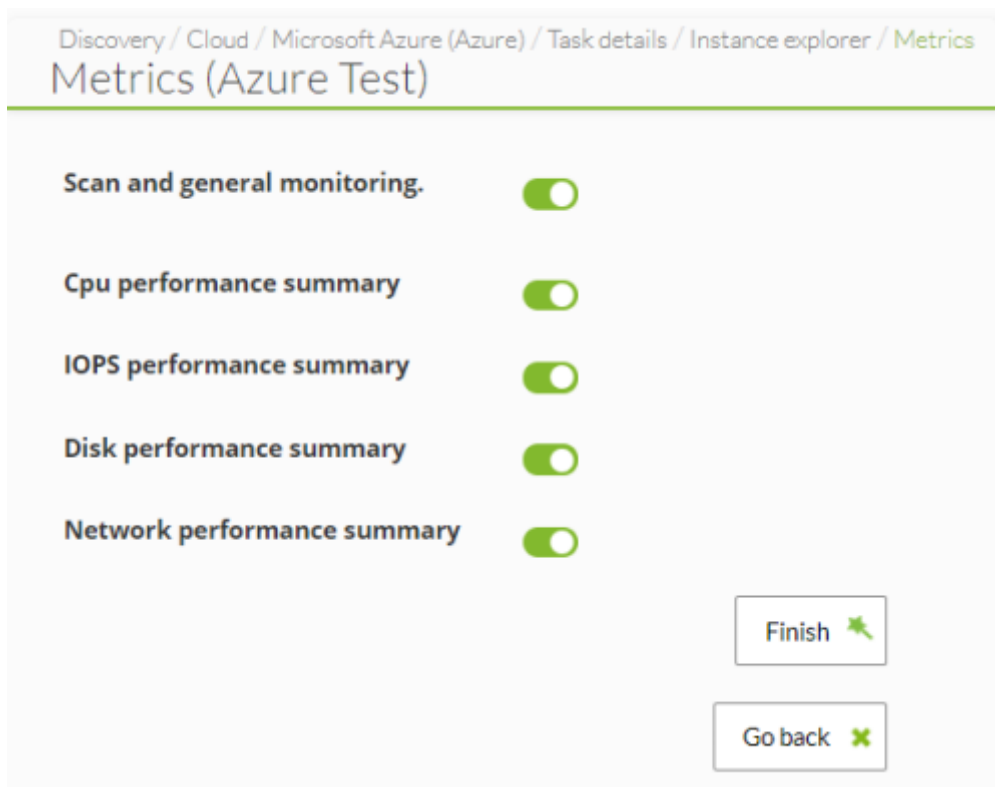 Discovery / Cloud / Microsoft Azure (Azure) / Task details / Instance explorer / Metrics
Metrics (Azure Test)
Scan and general monitoring.
Cpu performance summary
IOPS performance summary
Disk performance summary
Network performance summary
Finish
Go back